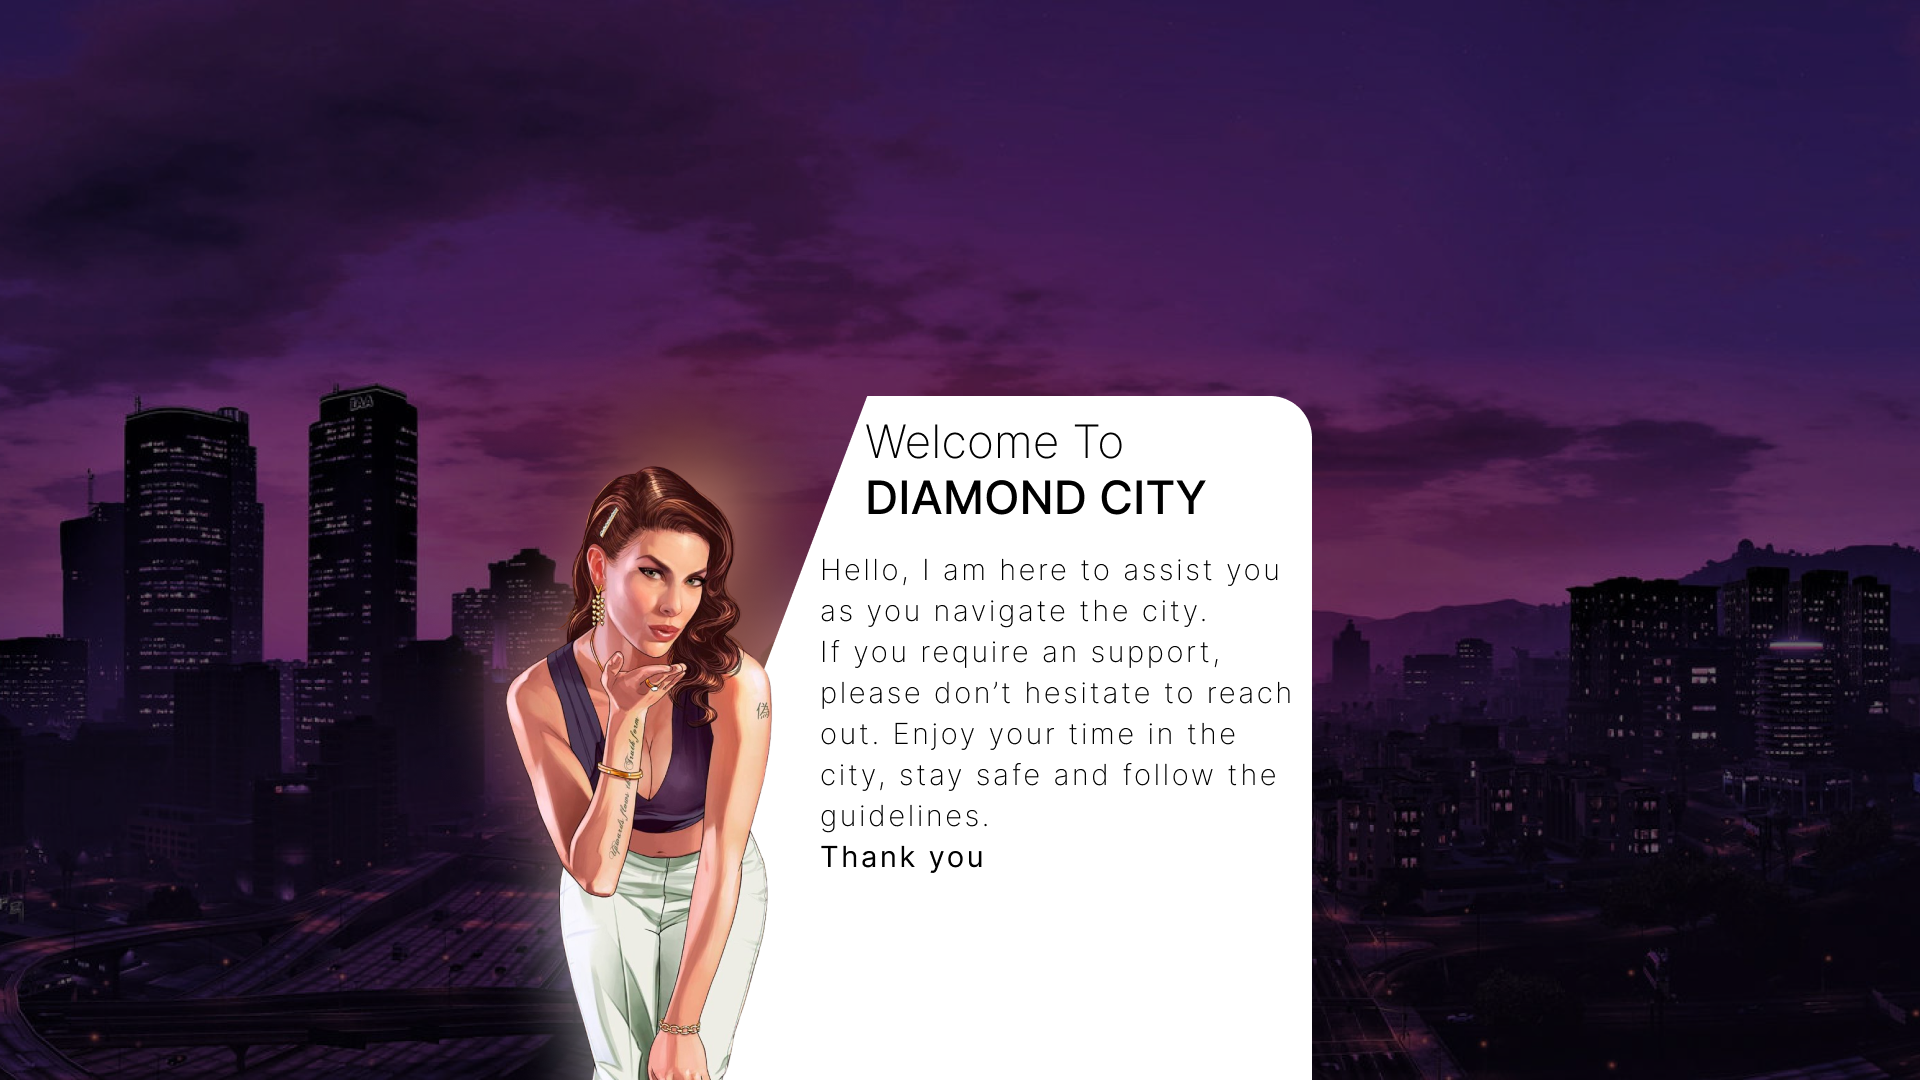 IAA
Welcome To
DIAMOND CITY
Hello, I am here to assist you
as you navigate the city.
If you require an support,
please don’t hesitate to reach
out. Enjoy your time in the
city, stay safe and follow the
guidelines.
Thank you
偽